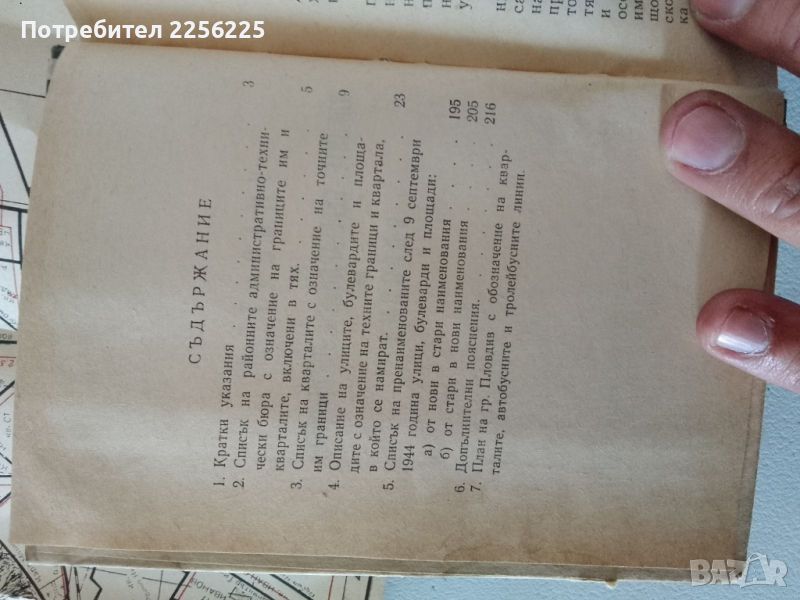 Потребител 2256225
СЪДЪРЖАНИЕ
1. Кратки указания . . . . . . . . . . 3
2. Списък на районните административно-техни-
чески бюра с означение на границите им и
кварталите, включени в тях. . . . . . . 5
3. Списък на кварталите с означение на точните
им граници . . . . . . . . . . 9
4. Описание на улиците, булевардите и площа-
дите с означение на техните граници и квартала,
в който се намират. . . . . . . . . 23
5. Списък на преименованите след 9 септември
1944 година улици, булеварди и площади:
а) от нови в стари наименования . . . . 195
б) от стари в нови наименования . . . . 205
6. Допълнителни пояснения. . . . . . . 216
7. План на гр. Пловдив с обозначение на квар-
талите, автобусните и тролейбусните линии.
BAZAR